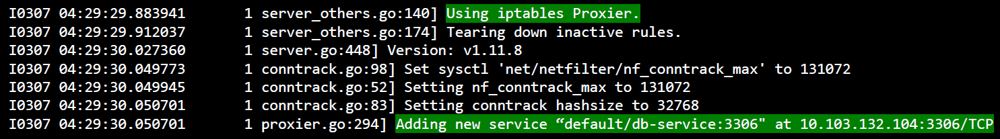 I0307 04:29:29.883941 1 server_others.go:140] Using iptables Proxier.
I0307 04:29:29.912037 1 server_others.go:174] Tearing down inactive rules.
I0307 04:29:30.027360 1 server.go:448] Version: v1.11.8
I0307 04:29:30.049773 1 conntrack.go:98] Set sysctl 'net/netfilter/nf_conntrack_max' to 131072
I0307 04:29:30.049945 1 conntrack.go:52] Setting nf_conntrack_max to 131072
I0307 04:29:30.050701 1 conntrack.go:83] Setting conntrack hashsize to 32768
I0307 04:29:30.050701 1 proxier.go:294] Adding new service “default/db-service:3306" at 10.103.132.104:3306/TCP